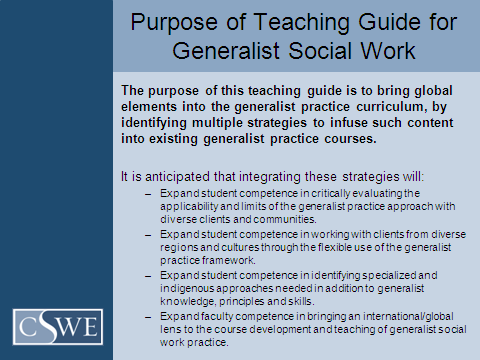 Purpose of Teaching Guide for
Generalist Social Work
The purpose of this teaching guide is to bring global
elements into the generalist practice curriculum, by
identifying multiple strategies to infuse such content
into existing generalist practice courses.
It is anticipated that integrating these strategies will:
– Expand student competence in critically evaluating the
applicability and limits of the generalist practice approach with
diverse clients and communities.
– Expand student competence in working with clients from diverse
regions and cultures through the flexible use of the generalist
practice framework.
– Expand student competence in identifying specialized and
indigenous approaches needed in addition to generalist
knowledge, principles and skills.
– Expand faculty competence in bringing an international/global
lens to the course development and teaching of generalist social
work practice.
CSWE